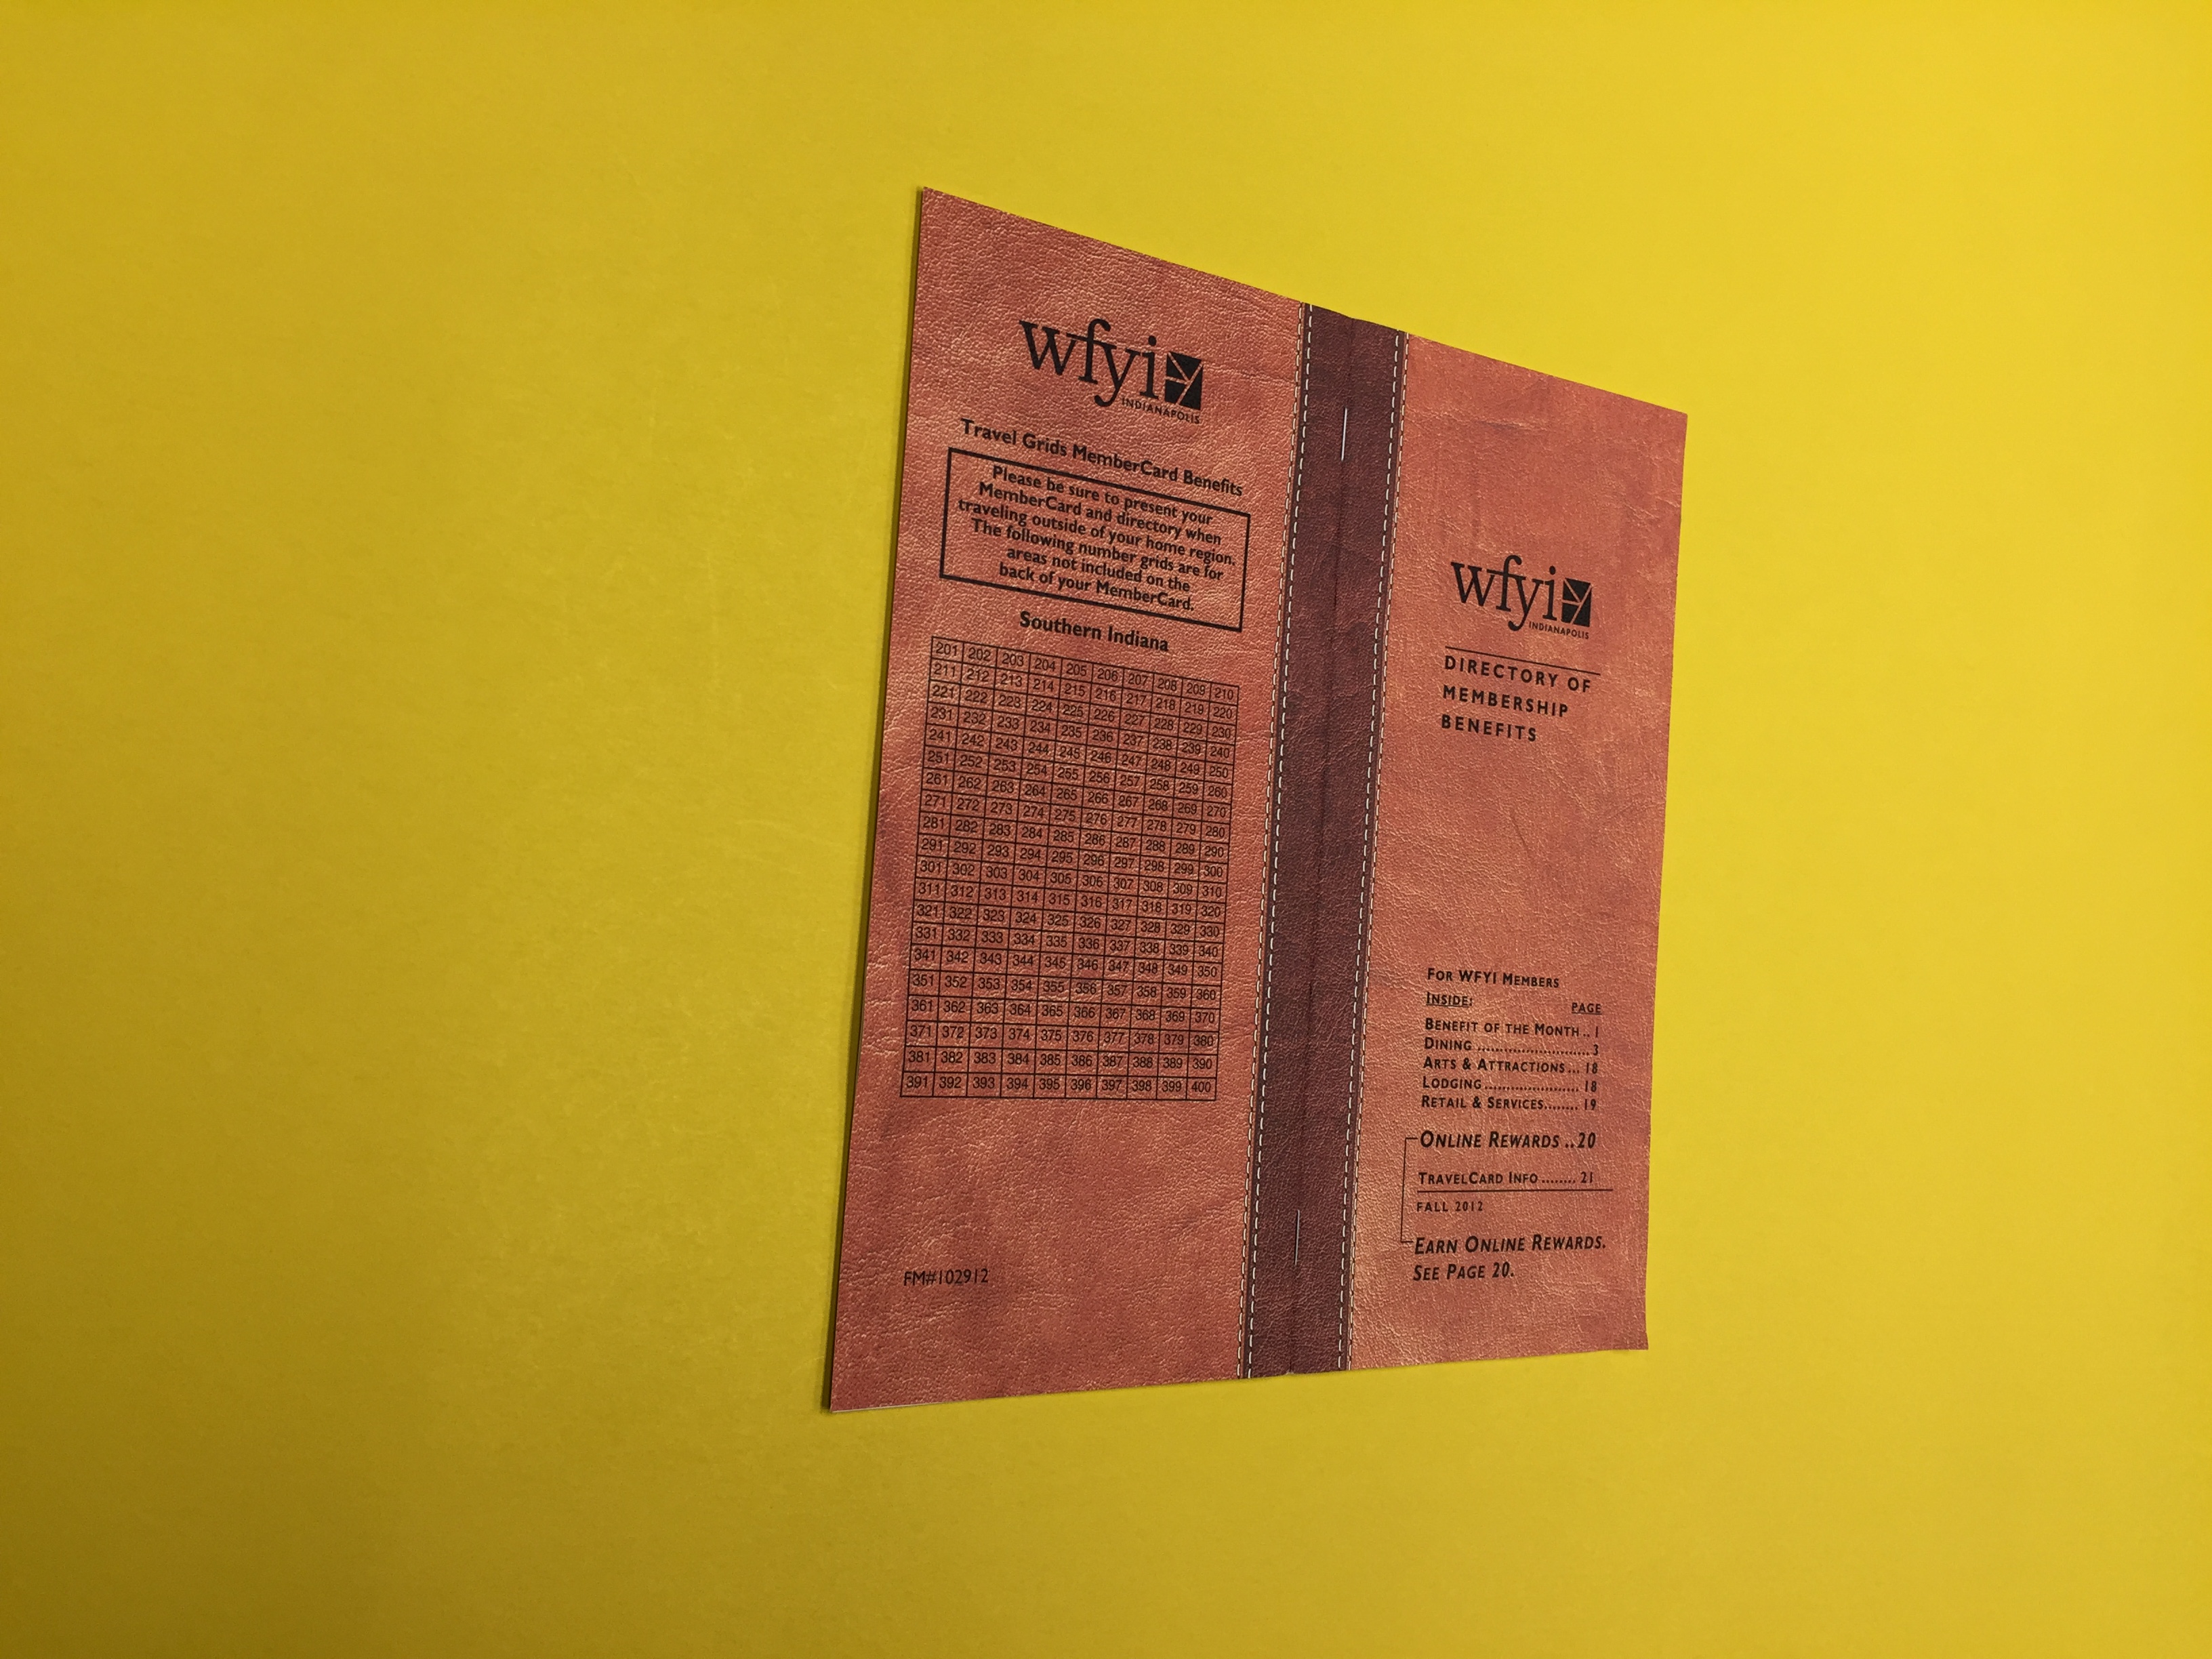 wfyi
INDIANAPOLIS
Travel Grids MemberCard Benefits
Please be sure to present your
MemberCard and directory when
traveling outside of your home region.
The following number grids are for
areas not included on the
back of your MemberCard.
Southern Indiana
201 202 203 204 205 206 207 208 209 210
211 212 213 214 215 216 217 218 219 220
221 222 223 224 225 226 227 228 229 230
231 232 233 234 235 236 237 238 239 240
241 242 243 244 245 246 247 248 249 250
251 252 253 254 255 256 257 258 259 260
261 262 263 264 265 266 267 268 269 270
271 272 273 274 275 276 277 278 279 280
281 282 283 284 285 286 287 288 289 290
291 292 293 294 295 296 297 298 299 300
301 302 303 304 305 306 307 308 309 310
311 312 313 314 315 316 317 318 319 320
321 322 323 324 325 326 327 328 329 330
331 332 333 334 335 336 337 338 339 340
341 342 343 344 345 346 347 348 349 350
351 352 353 354 355 356 357 358 359 360
361 362 363 364 365 366 367 368 369 370
371 372 373 374 375 376 377 378 379 380
381 382 383 384 385 386 387 388 389 390
391 392 393 394 395 396 397 398 399 400
FM#102912
wfyi
INDIANAPOLIS
DIRECTORY OF
MEMBERSHIP
BENEFITS
FOR WFYI MEMBERS
INSIDE: PAGE
BENEFIT OF THE MONTH .. 1
DINING .......................... 3
ARTS & ATTRACTIONS ... 18
LODGING ...................... 18
RETAIL & SERVICES........ 19
ONLINE REWARDS ..20
TRAVELCARD INFO ........ 21
FALL 2012
EARN ONLINE REWARDS.
SEE PAGE 20.